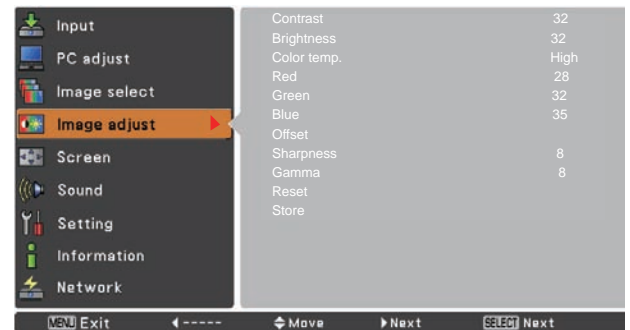 Input
PC adjust
Image select
Image adjust
Screen
Sound
Setting
Information
Network
Contrast 32
Brightness 32
Color temp. High
Red 28
Green 32
Blue 35
Offset
Sharpness 8
Gamma 8
Reset
Store
MENU Exit ◀ ----- Move Next SELECT Next